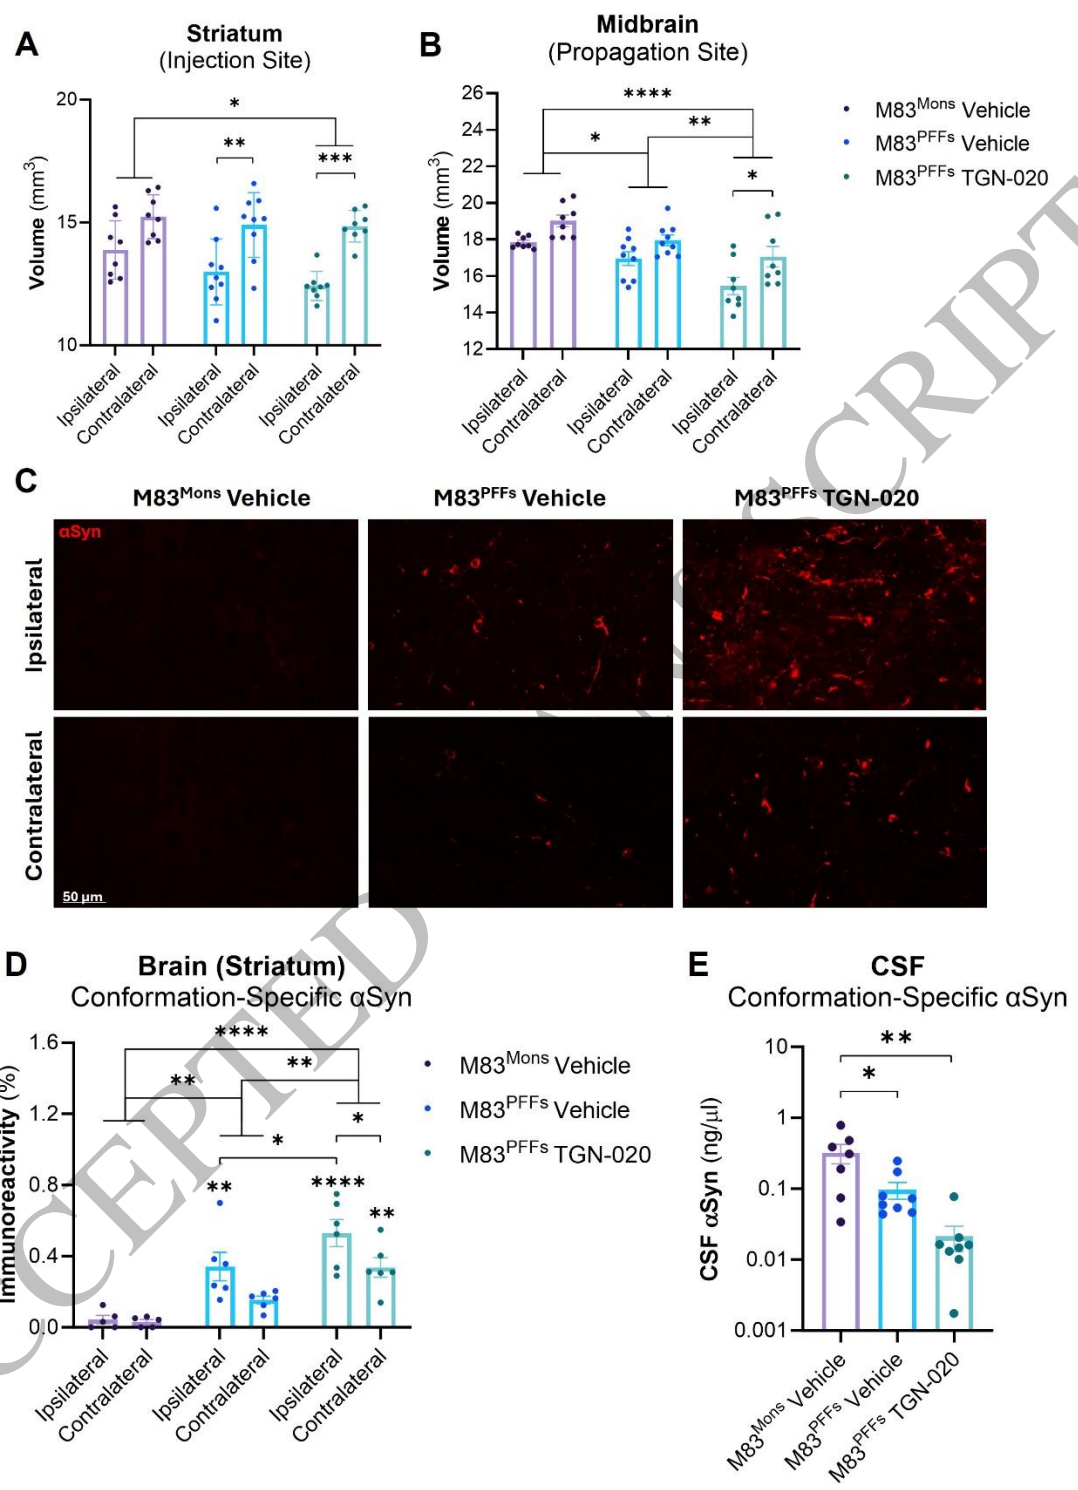 A
Striatum
(Injection Site)
Volume (mm³)
20
15
10
*
**
***
Ipsilateral
Contralateral
Ipsilateral
Contralateral
Ipsilateral
Contralateral
B
Midbrain
(Propagation Site)
Volume (mm³)
26
24
22
20
18
16
14
12
****
**
*
*
Ipsilateral
Contralateral
Ipsilateral
Contralateral
Ipsilateral
Contralateral
M83ᴹᵒⁿˢ Vehicle
M83ᴾᶠᶠˢ Vehicle
M83ᴾᶠᶠˢ TGN-020
C
M83ᴹᵒⁿˢ Vehicle
M83ᴾᶠᶠˢ Vehicle
M83ᴾᶠᶠˢ TGN-020
αSyn
Ipsilateral
Contralateral
50 µm
D
Brain (Striatum)
Conformation-Specific αSyn
Immunoreactivity (%)
1.6
1.2
0.8
0.4
0.0
****
**
**
*
*
**
****
**
Ipsilateral
Contralateral
Ipsilateral
Contralateral
Ipsilateral
Contralateral
M83ᴹᵒⁿˢ Vehicle
M83ᴾᶠᶠˢ Vehicle
M83ᴾᶠᶠˢ TGN-020
E
CSF
Conformation-Specific αSyn
CSF αSyn (ng/µl)
10
1
0.1
0.01
0.001
**
*
M83ᴹᵒⁿˢ Vehicle
M83ᴾᶠᶠˢ Vehicle
M83ᴾᶠᶠˢ TGN-020